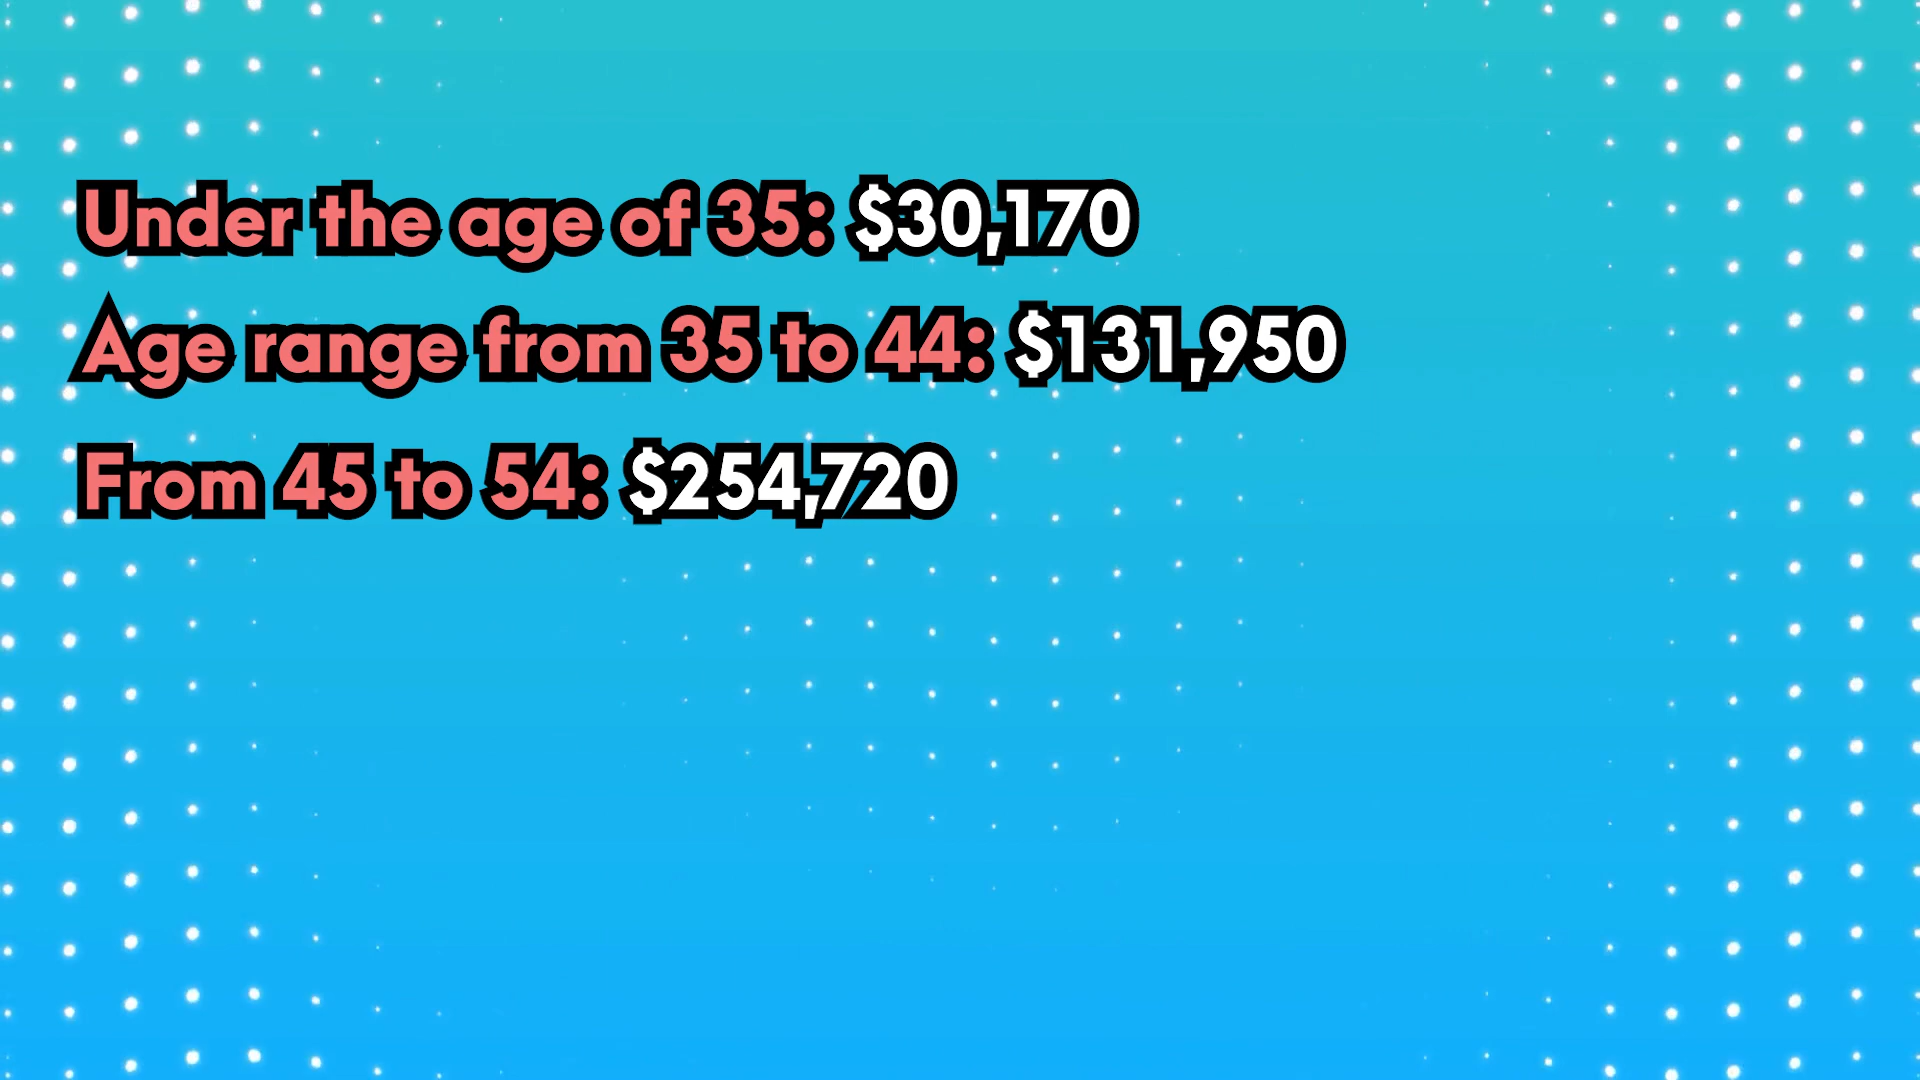 Under the age of 35: $30,170
Age range from 35 to 44: $131,950
From 45 to 54: $254,720